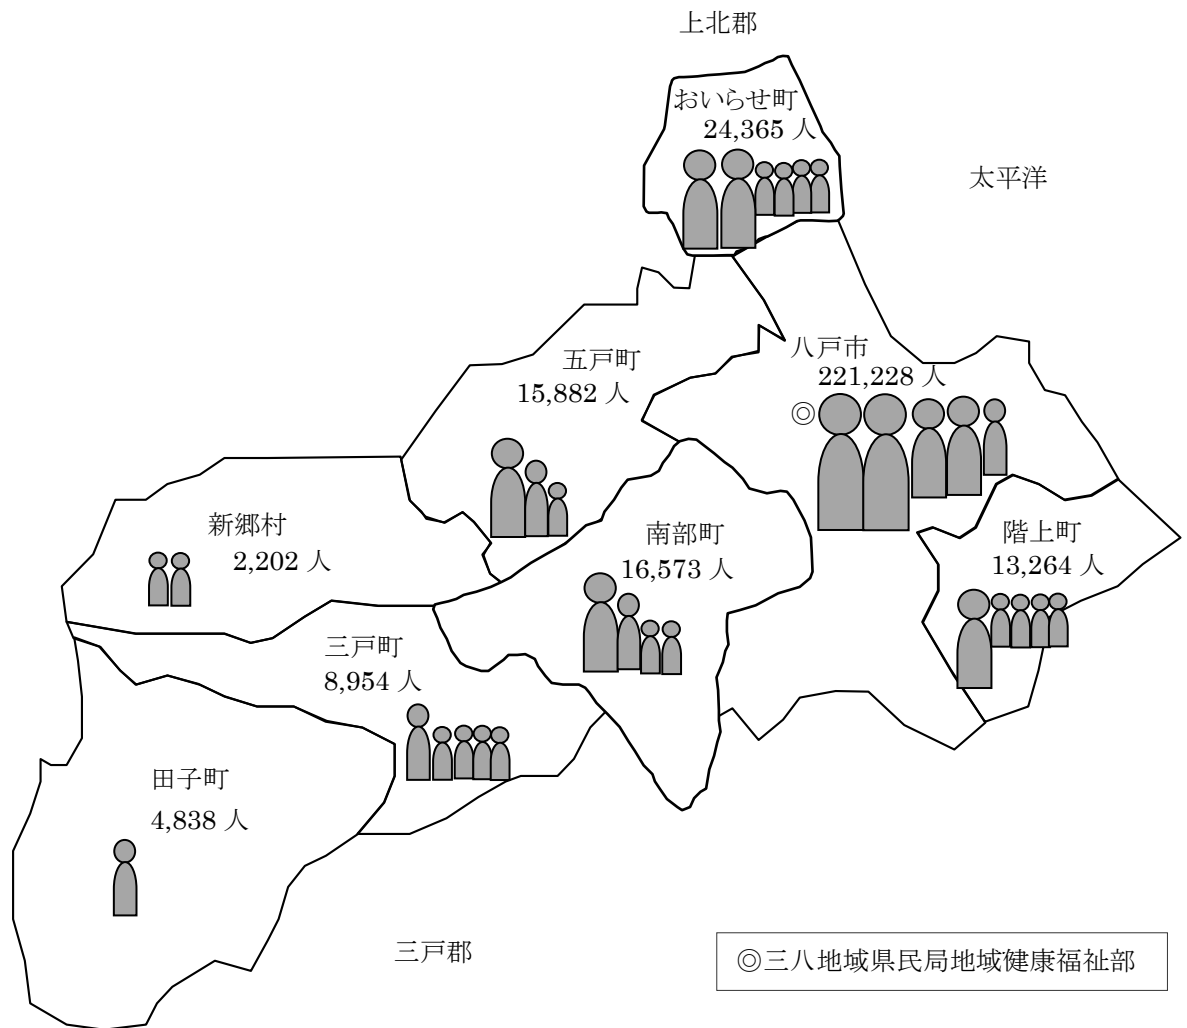 上北郡
おいらせ町
24,365 人
太平洋
八戸市
221,228 人
◎
五戸町
15,882 人
新郷村
2,202 人
南部町
16,573 人
階上町
13,264 人
三戸町
8,954 人
田子町
4,838 人
三戸郡
◎三八地域県民局地域健康福祉部